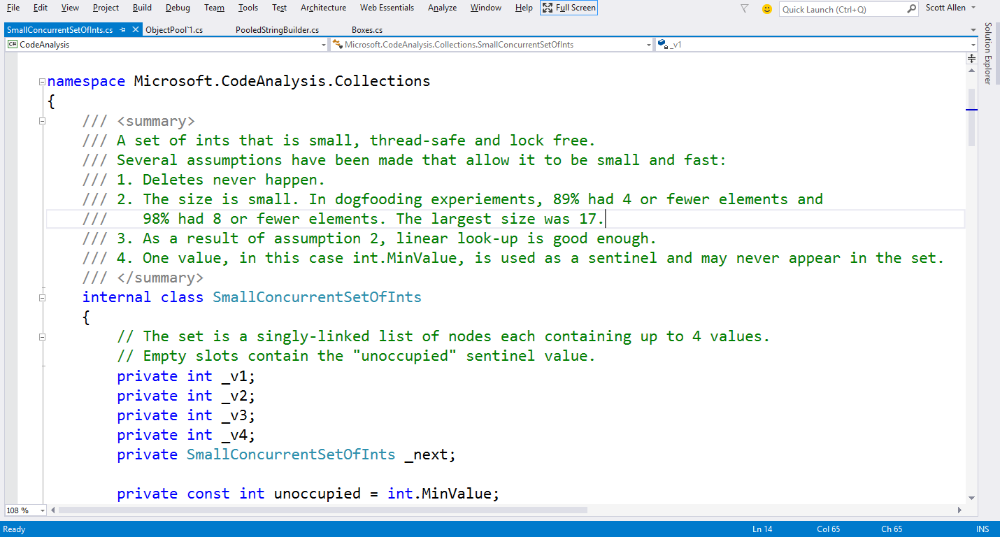 File Edit View Project Build Debug Team Tools Test Architecture Web Essentials Analyze Window Help Full Screen Quick Launch (Ctrl+Q) Scott Allen
SmallConcurrentSetOfInts.cs ObjectPool`1.cs PooledStringBuilder.cs Boxes.cs
Solution Explorer
C# CodeAnalysis Microsoft.CodeAnalysis.Collections.SmallConcurrentSetOfInts _v1
namespace Microsoft.CodeAnalysis.Collections
{
/// <summary>
/// A set of ints that is small, thread-safe and lock free.
/// Several assumptions have been made that allow it to be small and fast:
/// 1. Deletes never happen.
/// 2. The size is small. In dogfooding experiements, 89% had 4 or fewer elements and
///    98% had 8 or fewer elements. The largest size was 17.
/// 3. As a result of assumption 2, linear look-up is good enough.
/// 4. One value, in this case int.MinValue, is used as a sentinel and may never appear in the set.
/// </summary>
internal class SmallConcurrentSetOfInts
{
// The set is a singly-linked list of nodes each containing up to 4 values.
// Empty slots contain the "unoccupied" sentinel value.
private int _v1;
private int _v2;
private int _v3;
private int _v4;
private SmallConcurrentSetOfInts _next;
private const int unoccupied = int.MinValue;
108 %
Ready Ln 14 Col 65 Ch 65 INS